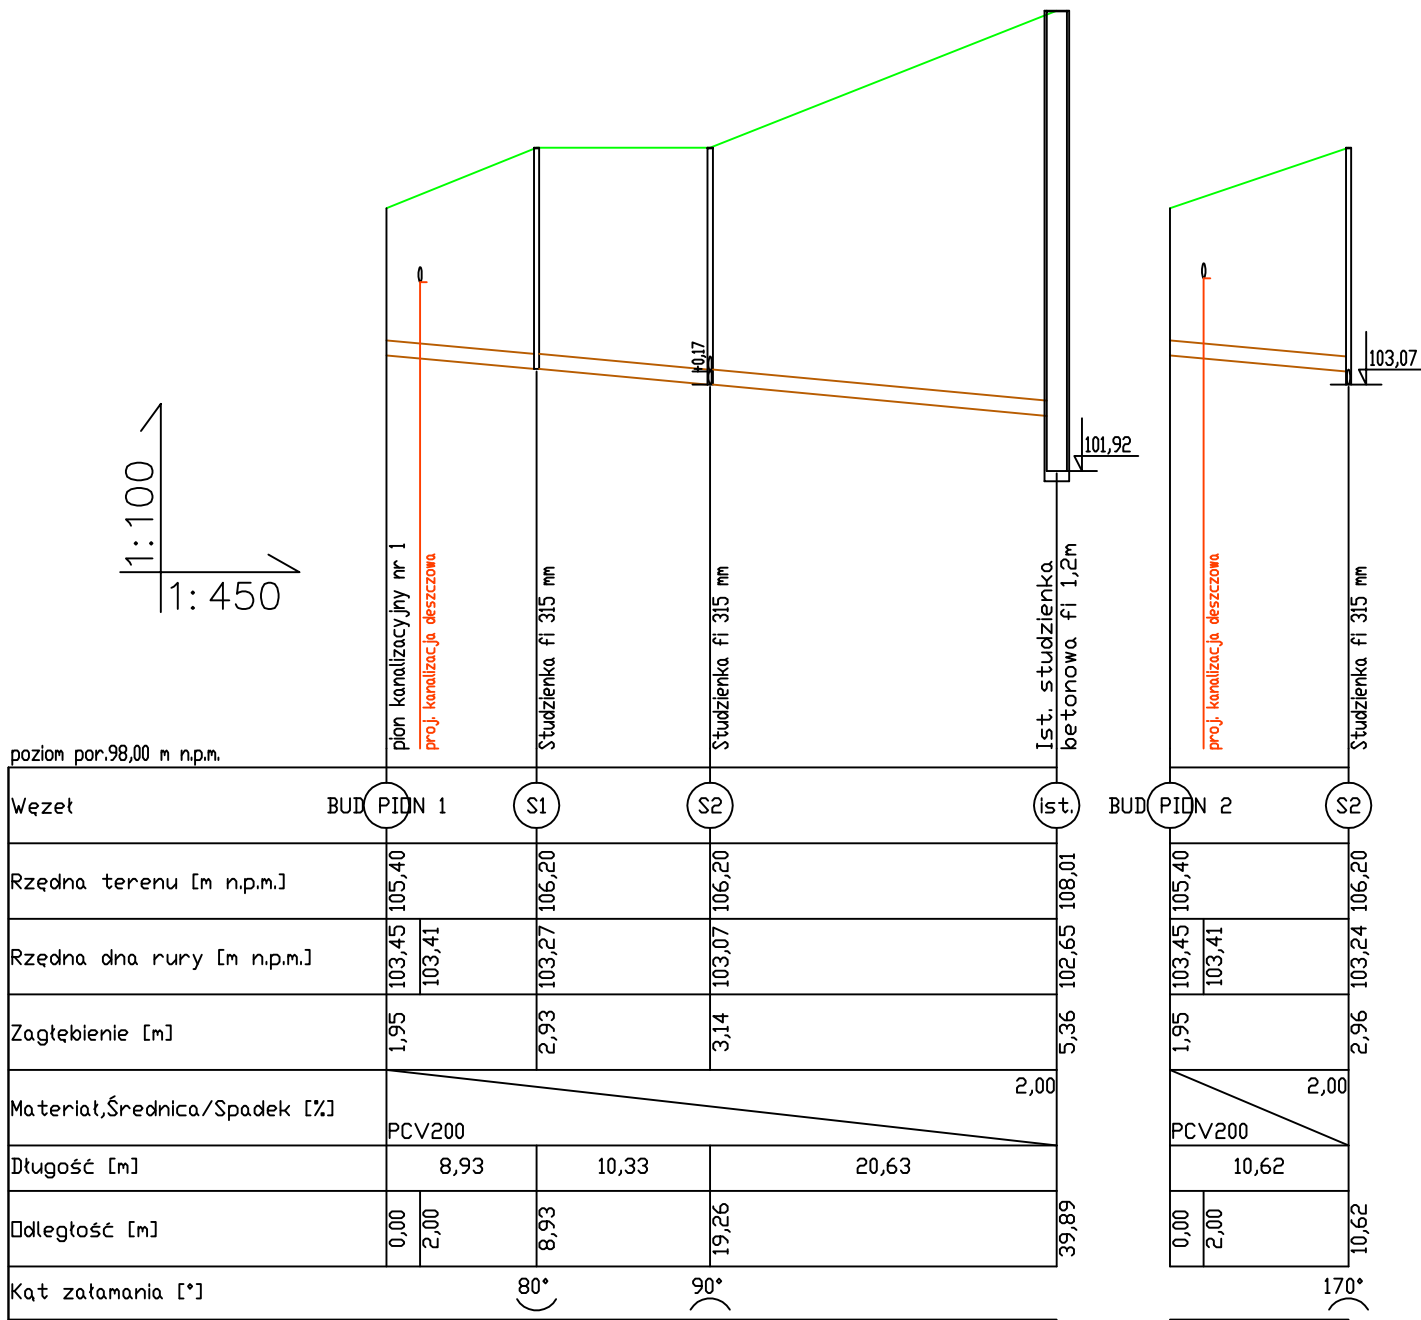 +0,17
103,07
101,92
1:100
1:450
pion kanalizacyjny nr 1
proj. kanalizacja deszczowa
Studzienka fi 315 mm
Studzienka fi 315 mm
Ist. studzienka
betonowa fi 1,2m
proj. kanalizacja deszczowa
Studzienka fi 315 mm
poziom por.98,00 m n.p.m.
Węzeł BUD PION 1 S1 S2 ist. BUD PION 2 S2
Rzędna terenu [m n.p.m.] 105,40 106,20 106,20 108,01 105,40 106,20
Rzędna dna rury [m n.p.m.] 103,45 103,41 103,27 103,07 102,65 103,45 103,41 103,24
Zagłębienie [m] 1,95 2,93 3,14 5,36 1,95 2,96
Materiał,Średnica/Spadek [%] PCV200 2,00 PCV200 2,00
Długość [m] 8,93 10,33 20,63 10,62
Odległość [m] 0,00 2,00 8,93 19,26 39,89 0,00 2,00 10,62
Kąt załamania [°] 80° 90° 170°